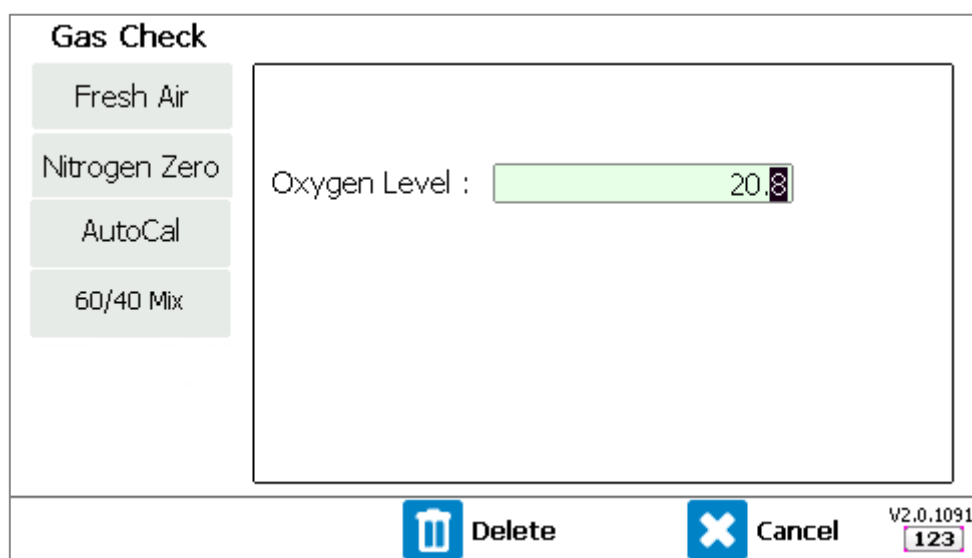 Gas Check
Fresh Air
Nitrogen Zero
AutoCal
60/40 Mix
Oxygen Level : 20.8
Delete
Cancel
V2.0.1091
123